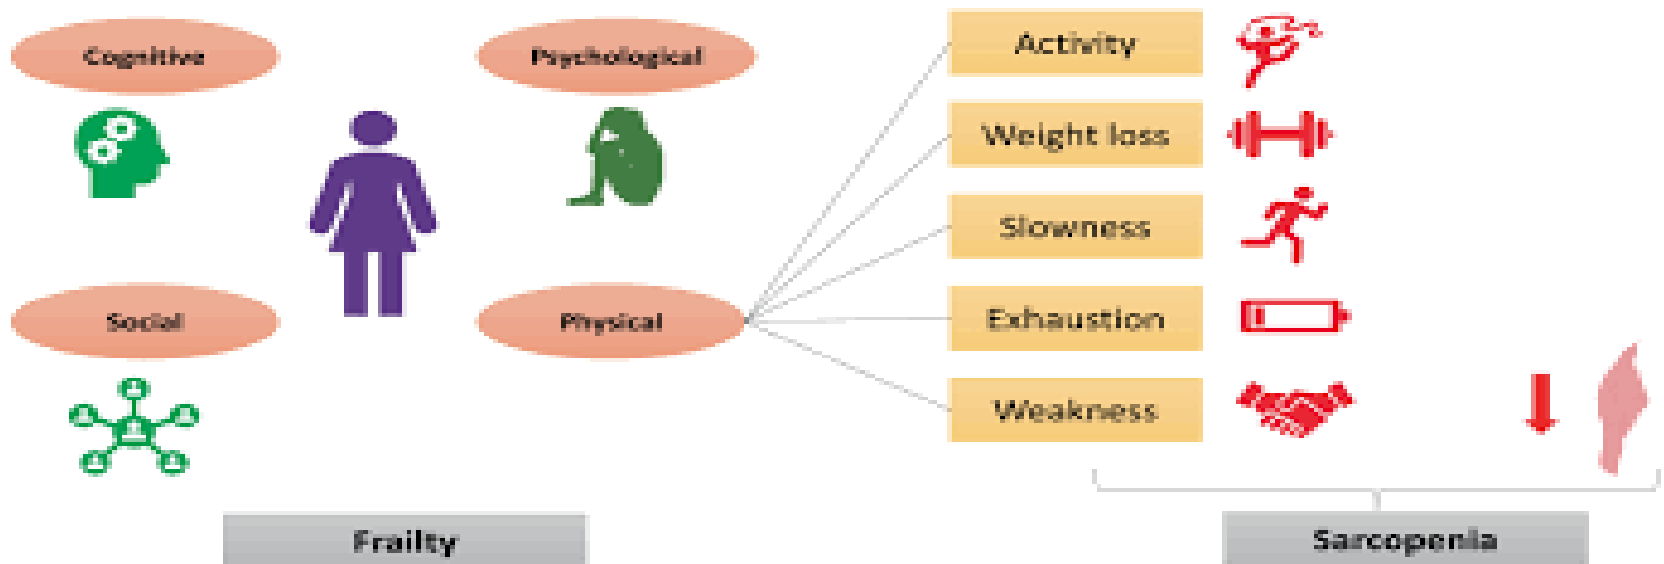 Cognitive
Psychological
Social
Physical
Activity
Weight loss
Slowness
Exhaustion
Weakness
Frailty
Sarcopenia